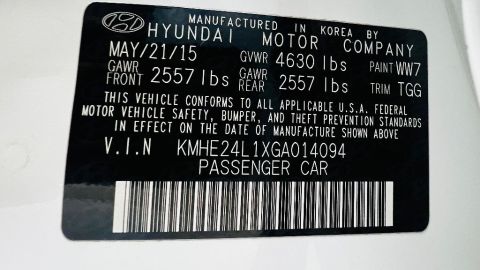 MANUFACTURED IN KOREA BY
HYUNDAI MOTOR COMPANY
MAY/21/15 GVWR 4630 lbs PAINT WW7
GAWR FRONT 2557 lbs GAWR REAR 2557 lbs TRIM TGG
THIS VEHICLE CONFORMS TO ALL APPLICABLE U.S.A. FEDERAL
MOTOR VEHICLE SAFETY, BUMPER, AND THEFT PREVENTION STANDARDS
IN EFFECT ON THE DATE OF MANUFACTURE SHOWN ABOVE
V.I.N KMHE24L1XGA014094
PASSENGER CAR